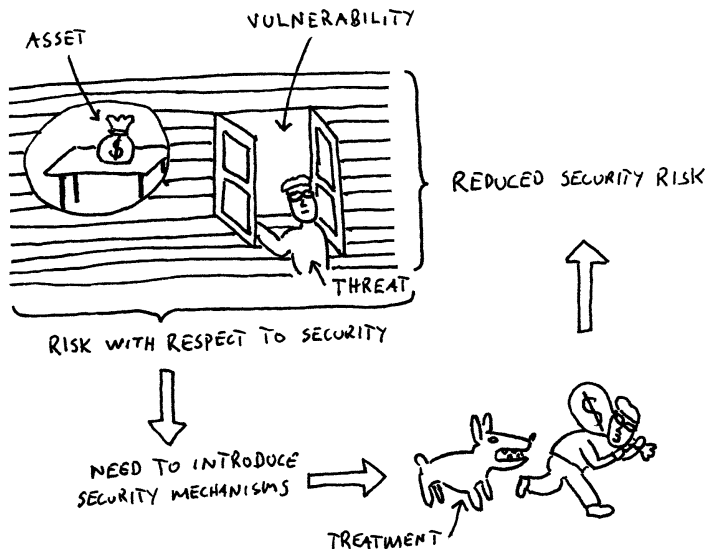 VULNERABILITY
ASSET
$
REDUCED SECURITY RISK
THREAT
RISK WITH RESPECT TO SECURITY
$
NEED TO INTRODUCE
SECURITY MECHANISMS
TREATMENT